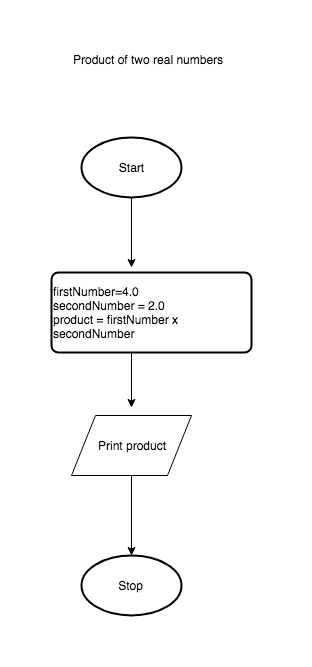 Product of two real numbers
Start
firstNumber=4.0
secondNumber = 2.0
product = firstNumber x
secondNumber
Print product
Stop